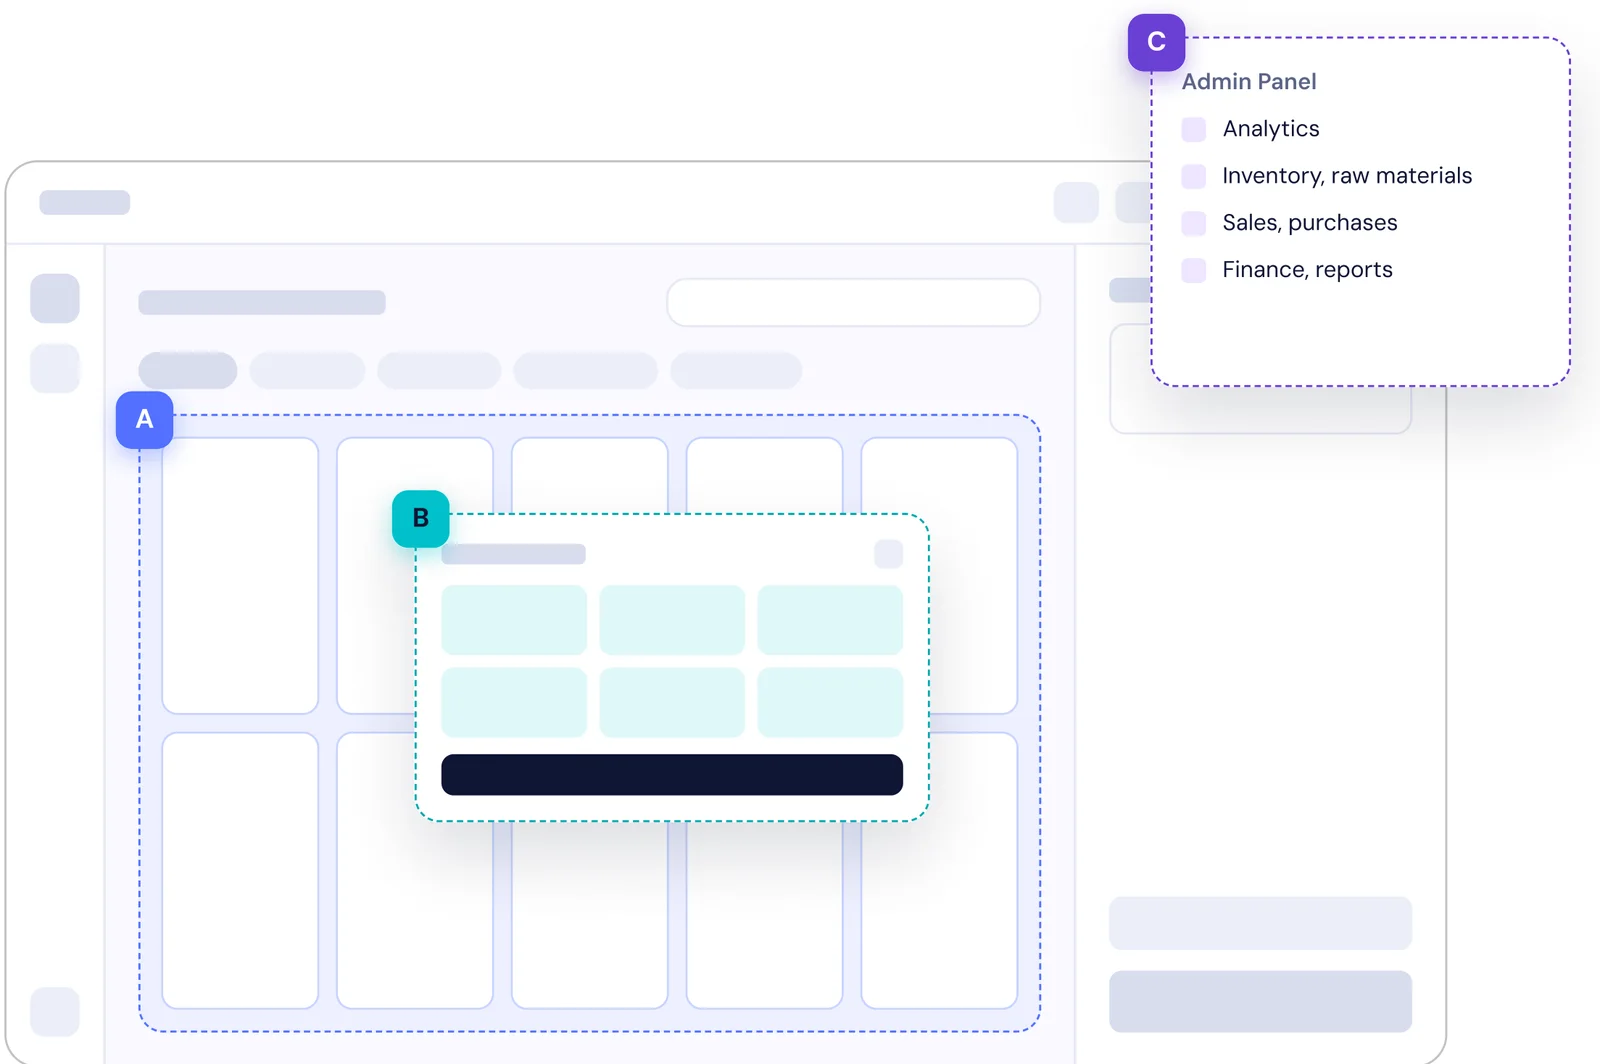 C
Admin Panel
Analytics
Inventory, raw materials
Sales, purchases
Finance, reports
A
B